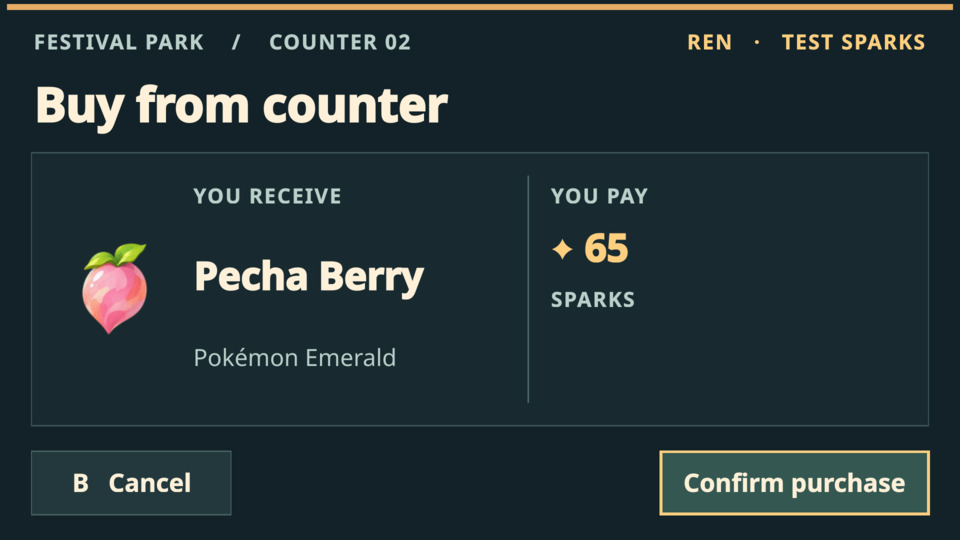 FESTIVAL PARK / COUNTER 02
REN · TEST SPARKS
Buy from counter
YOU RECEIVE
Pecha Berry
Pokémon Emerald
YOU PAY
✦ 65
SPARKS
B Cancel
Confirm purchase